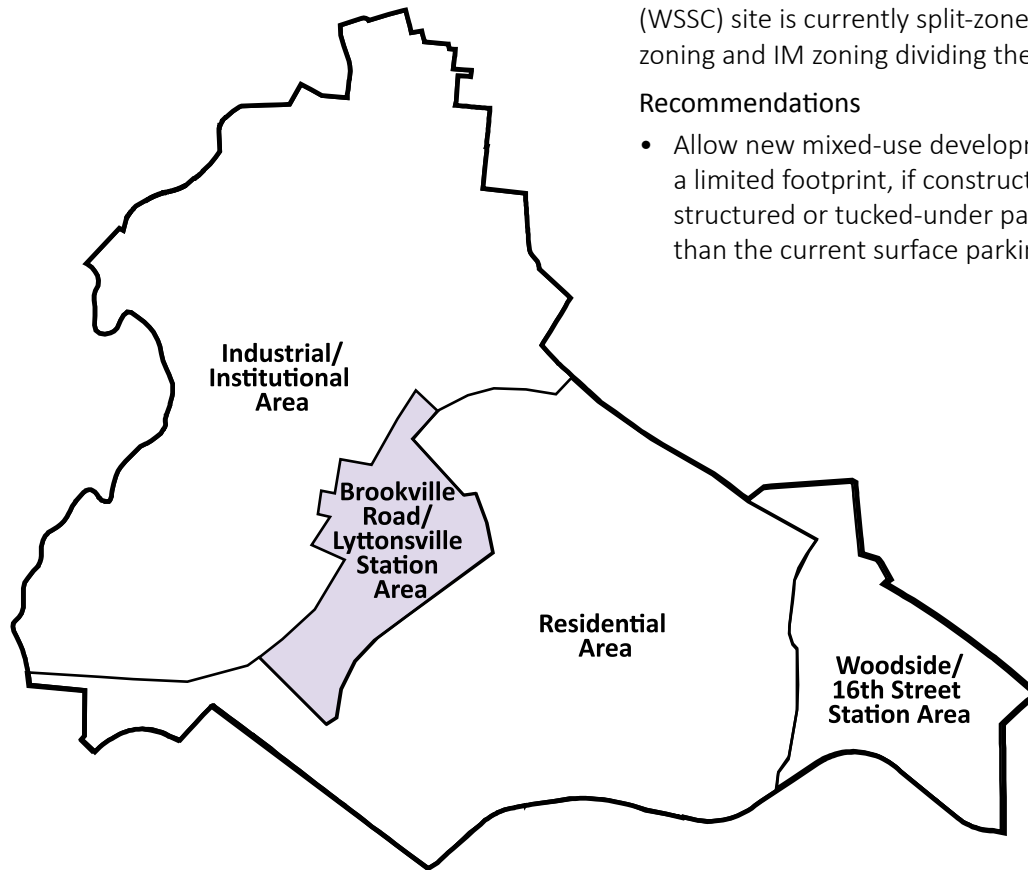 (WSSC) site is currently split-zone
zoning and IM zoning dividing the
Recommendations
• Allow new mixed-use developm
a limited footprint, if construct
structured or tucked-under pa
than the current surface parkin
Industrial/
Institutional
Area
Brookville
Road/
Lyttonsville
Station
Area
Residential
Area
Woodside/
16th Street
Station Area